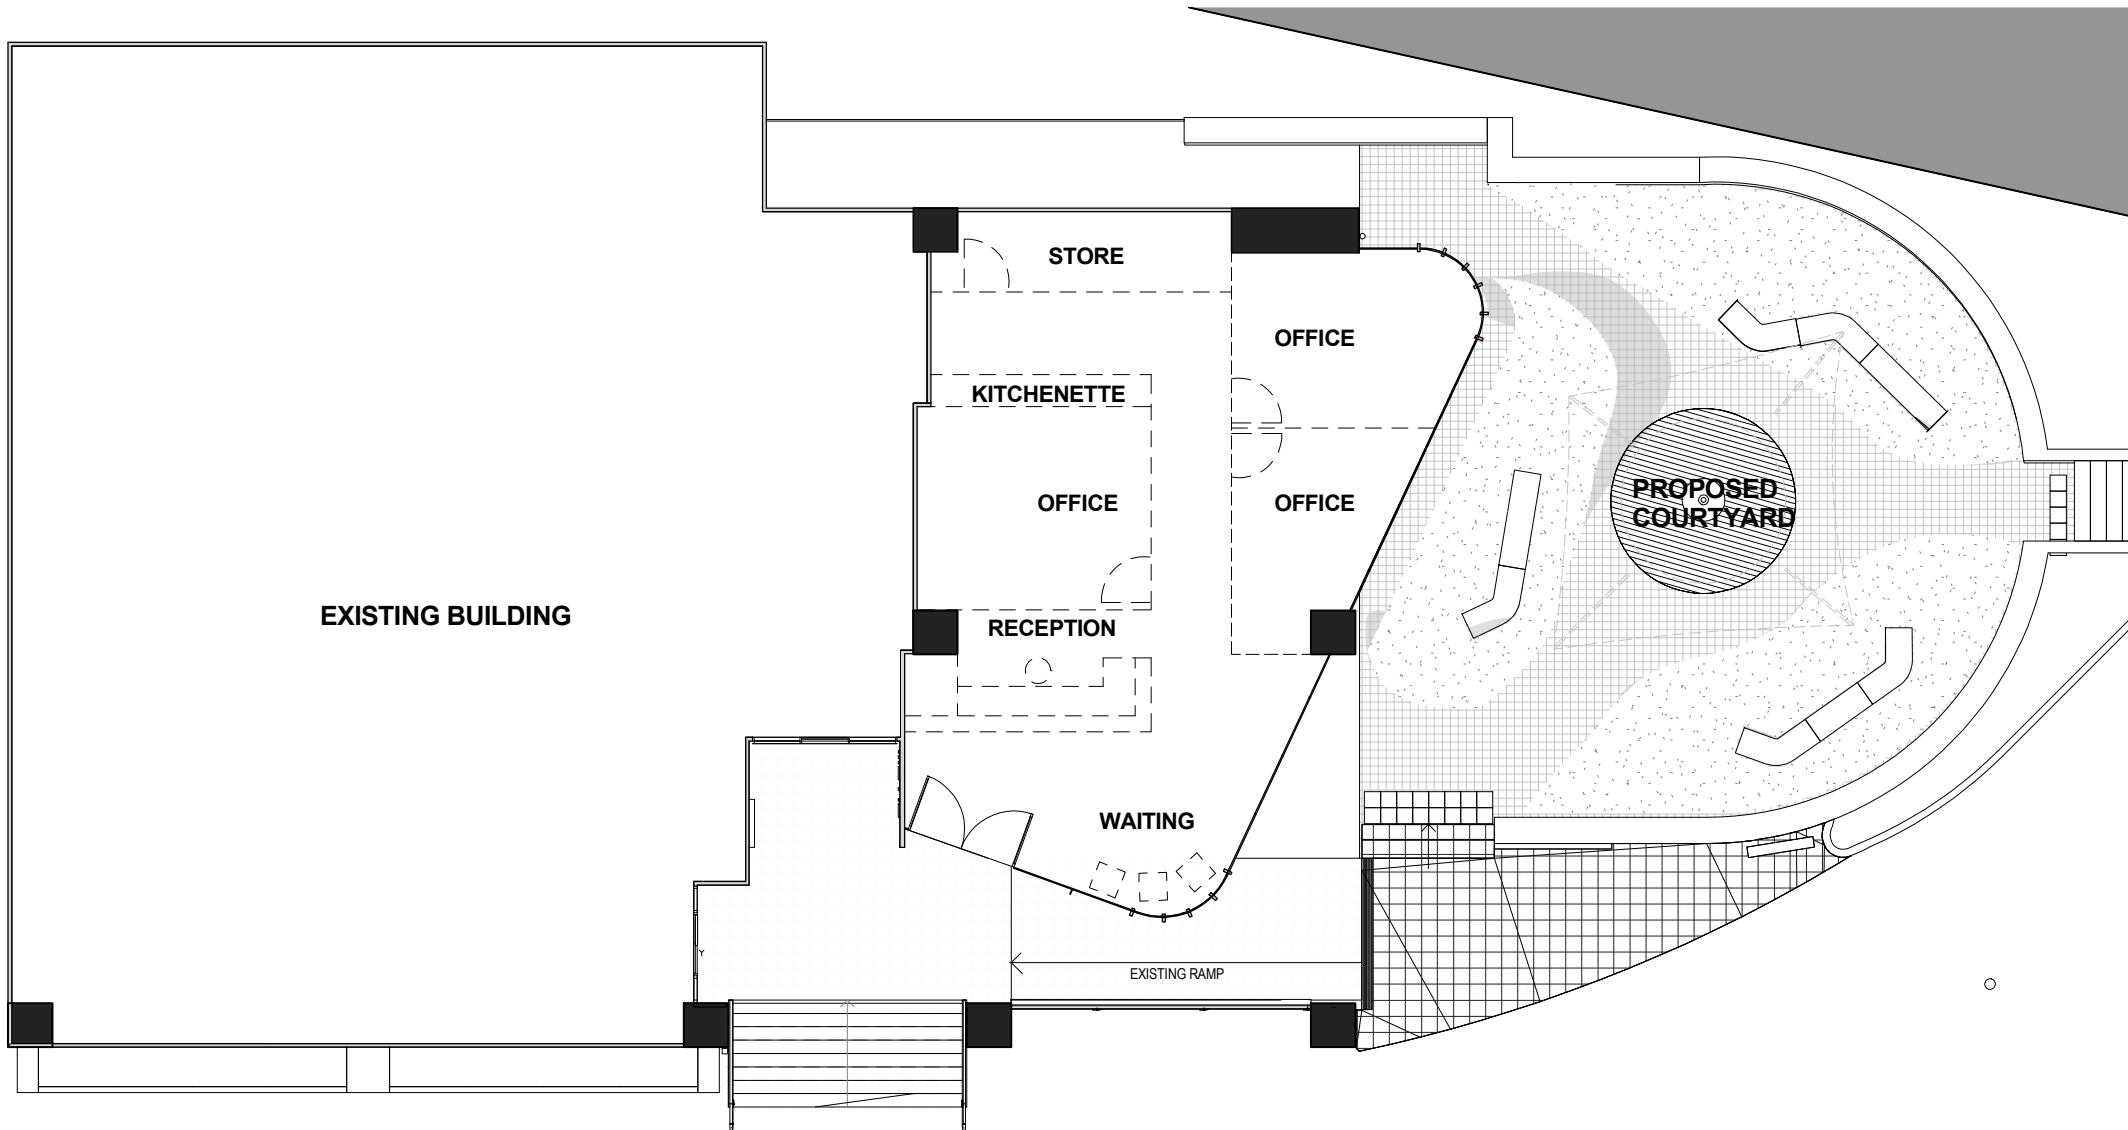 STORE
OFFICE
KITCHENETTE
OFFICE
OFFICE
PROPOSED
COURTYARD
EXISTING BUILDING
RECEPTION
WAITING
EXISTING RAMP